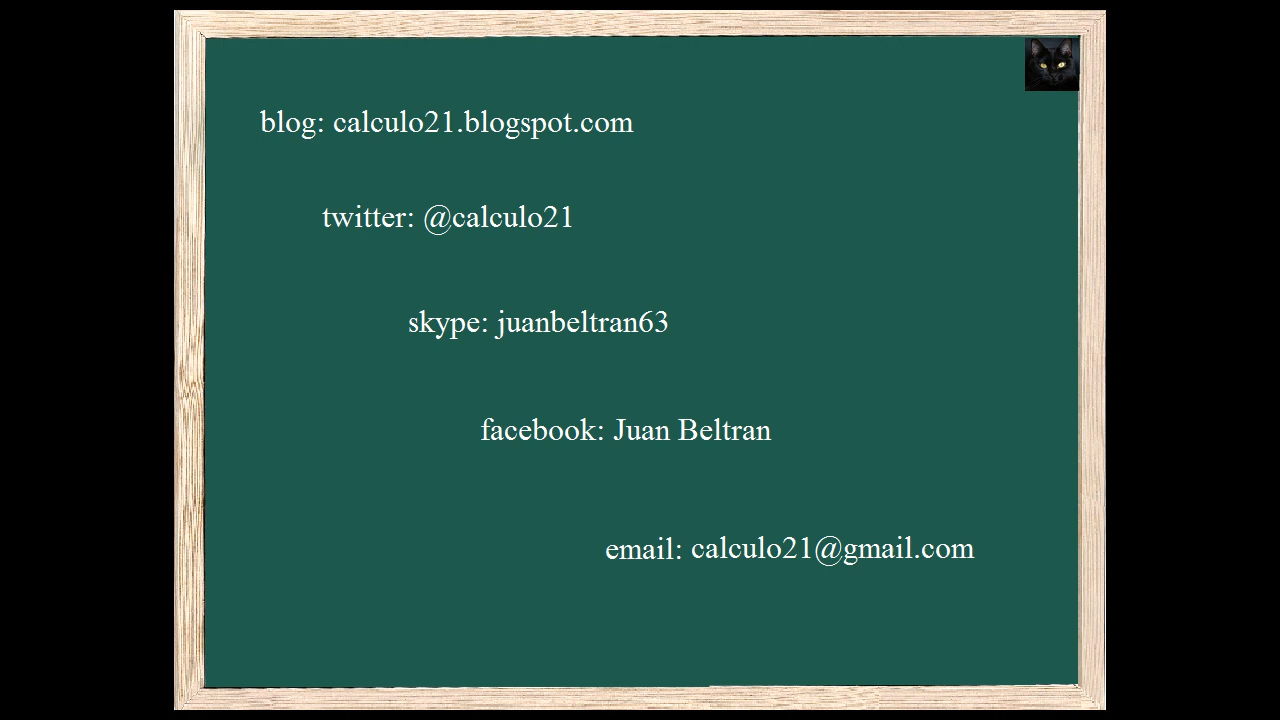 blog: calculo21.blogspot.com
twitter: @calculo21
skype: juanbeltran63
facebook: Juan Beltran
email: calculo21@gmail.com